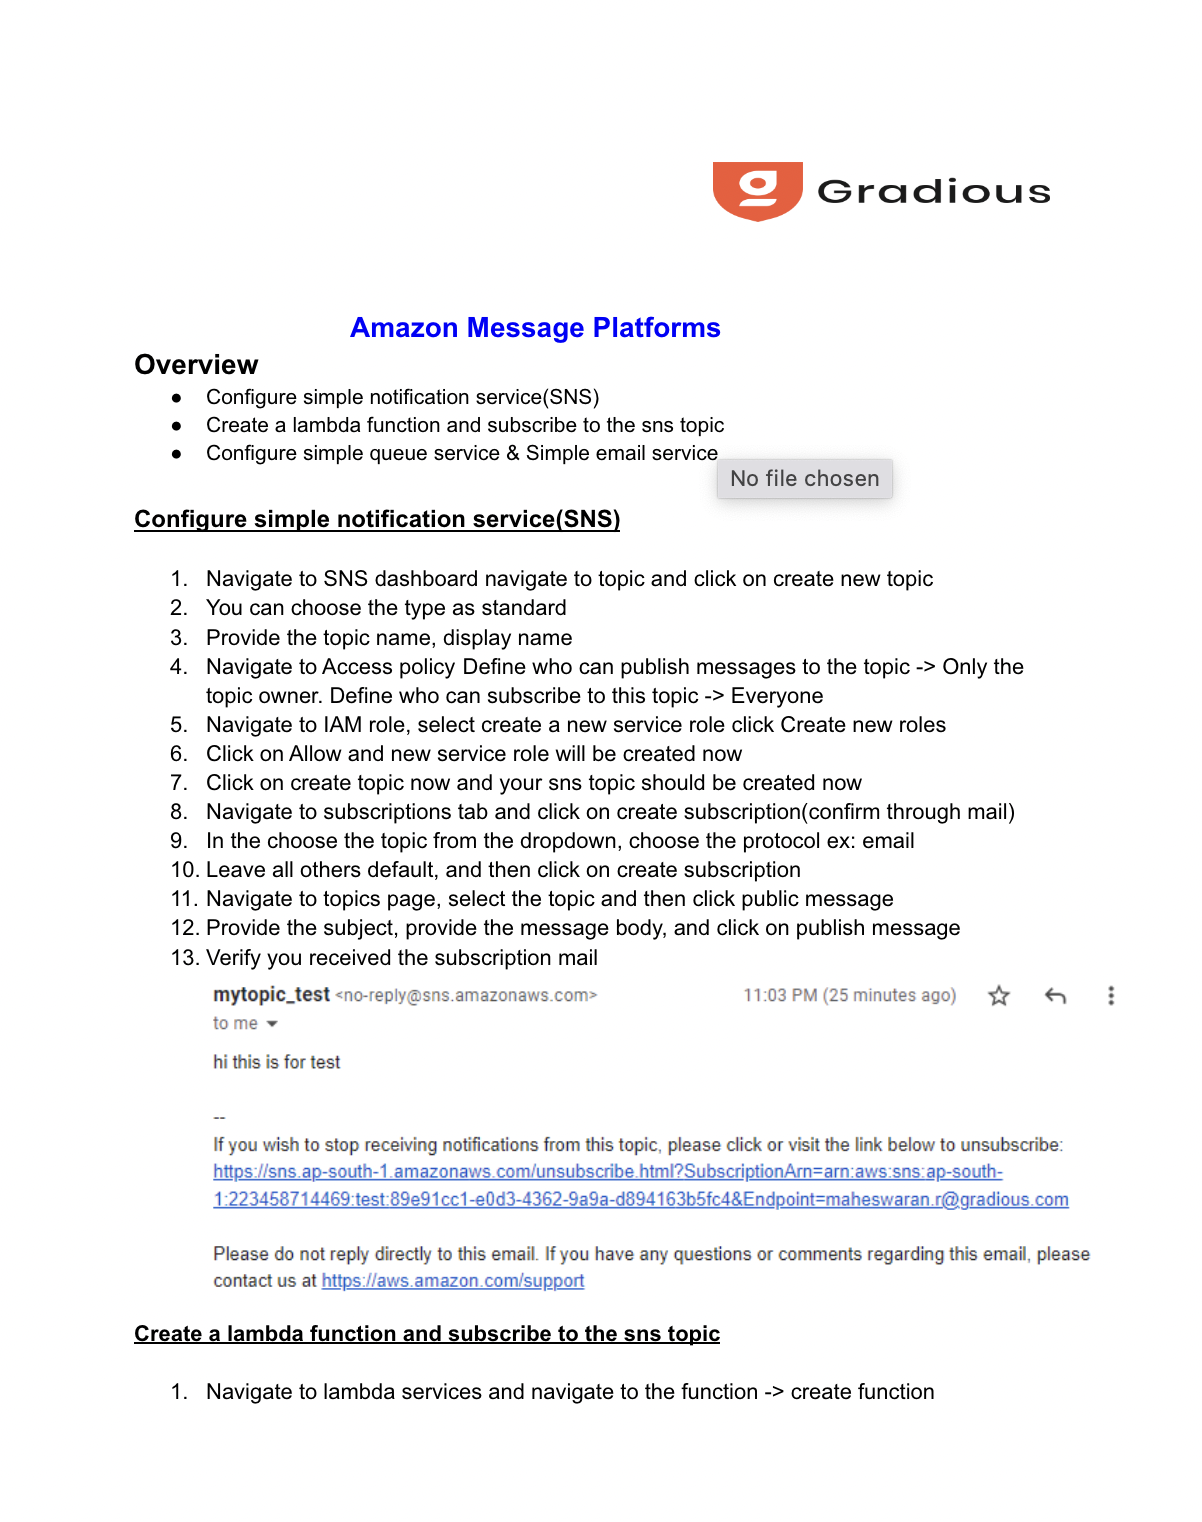 Gradious
Amazon Message Platforms
Overview
● Configure simple notification service(SNS)
● Create a lambda function and subscribe to the sns topic
● Configure simple queue service & Simple email service
No file chosen
Configure simple notification service(SNS)
1. Navigate to SNS dashboard navigate to topic and click on create new topic
2. You can choose the type as standard
3. Provide the topic name, display name
4. Navigate to Access policy Define who can publish messages to the topic -> Only the
topic owner. Define who can subscribe to this topic -> Everyone
5. Navigate to IAM role, select create a new service role click Create new roles
6. Click on Allow and new service role will be created now
7. Click on create topic now and your sns topic should be created now
8. Navigate to subscriptions tab and click on create subscription(confirm through mail)
9. In the choose the topic from the dropdown, choose the protocol ex: email
10. Leave all others default, and then click on create subscription
11. Navigate to topics page, select the topic and then click public message
12. Provide the subject, provide the message body, and click on publish message
13. Verify you received the subscription mail
mytopic_test <no-reply@sns.amazonaws.com> 11:03 PM (25 minutes ago)
to me
hi this is for test
--
If you wish to stop receiving notifications from this topic, please click or visit the link below to unsubscribe:
https://sns.ap-south-1.amazonaws.com/unsubscribe.html?SubscriptionArn=arn:aws:sns:ap-south-
1:223458714469:test:89e91cc1-e0d3-4362-9a9a-d894163b5fc4&Endpoint=maheswaran.r@gradious.com
Please do not reply directly to this email. If you have any questions or comments regarding this email, please
contact us at https://aws.amazon.com/support
Create a lambda function and subscribe to the sns topic
1. Navigate to lambda services and navigate to the function -> create function